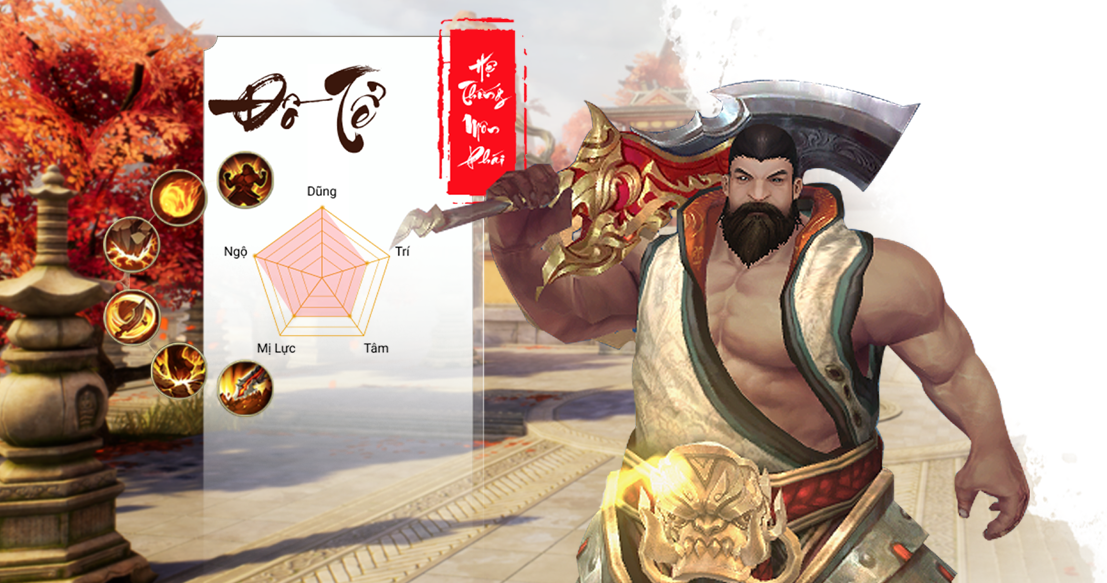 Đồ Tể
Hệ
Thống
Môn
Phái
Dũng
Ngộ
Trí
Mị Lực
Tâm